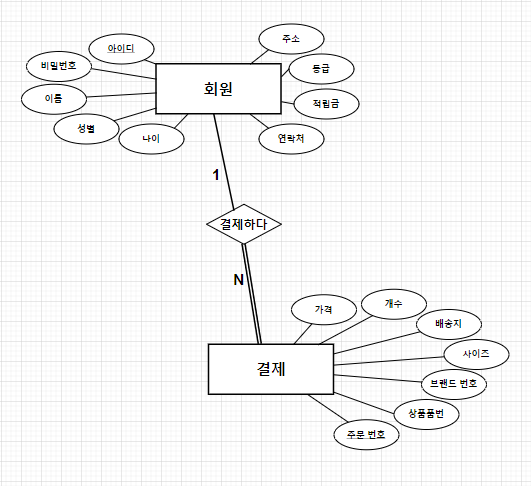 아이디
주소
비밀번호
등급
회원
이름
적립금
성별
나이
연락처
1
결제하다
N
가격
개수
배송지
사이즈
결제
브랜드 번호
상품품번
주문 번호